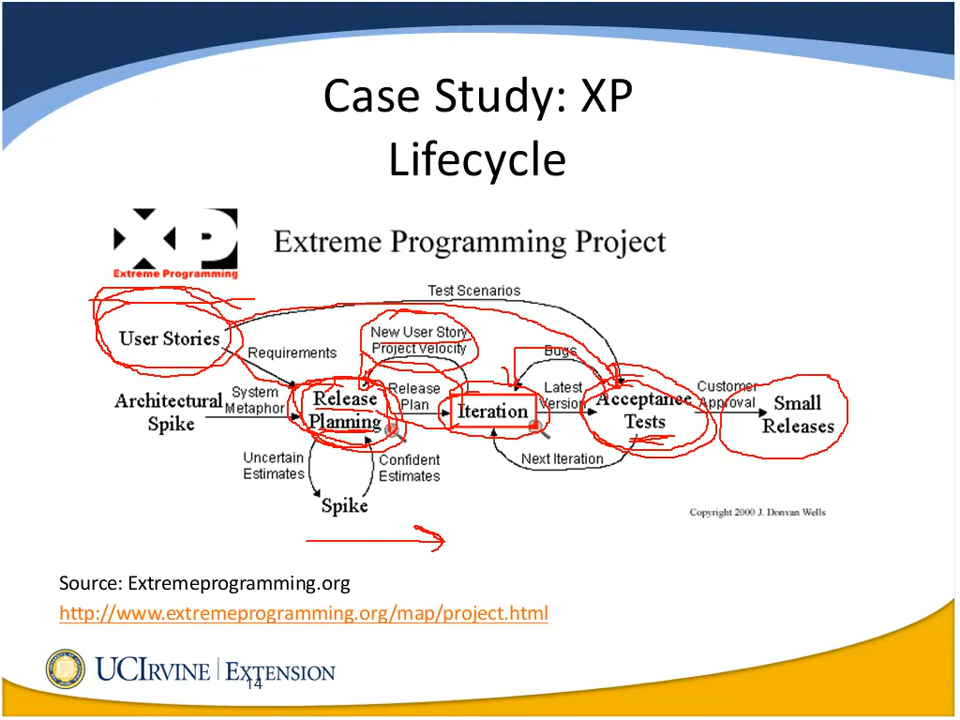 Case Study: XP
Lifecycle
XP
Extreme Programming
Extreme Programming Project
Test Scenarios
User Stories
New User Story
Project Velocity
Bugs
Requirements
Architectural
Spike
System
Metaphor
Release
Planning
Release
Plan
Iteration
Latest
Version
Acceptance
Tests
Customer
Approval
Small
Releases
Uncertain
Estimates
Confident
Estimates
Next Iteration
Spike
Copyright 2000 J. Donvan Wells
Source: Extremeprogramming.org
http://www.extremeprogramming.org/map/project.html
UCIRVINE | EXTENSION
14